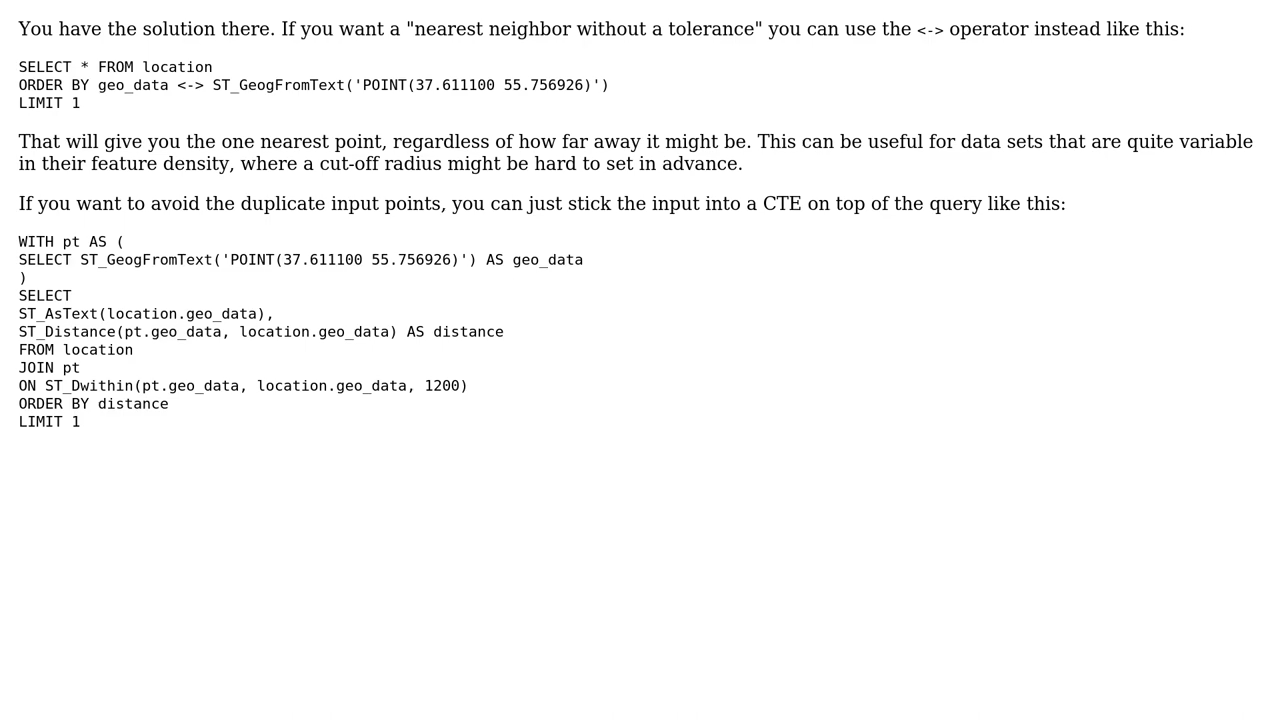 You have the solution there. If you want a "nearest neighbor without a tolerance" you can use the <-> operator instead like this:
SELECT * FROM location
ORDER BY geo_data <-> ST_GeogFromText('POINT(37.611100 55.756926)')
LIMIT 1
That will give you the one nearest point, regardless of how far away it might be. This can be useful for data sets that are quite variable
in their feature density, where a cut-off radius might be hard to set in advance.
If you want to avoid the duplicate input points, you can just stick the input into a CTE on top of the query like this:
WITH pt AS (
SELECT ST_GeogFromText('POINT(37.611100 55.756926)') AS geo_data
)
SELECT
ST_AsText(location.geo_data),
ST_Distance(pt.geo_data, location.geo_data) AS distance
FROM location
JOIN pt
ON ST_Dwithin(pt.geo_data, location.geo_data, 1200)
ORDER BY distance
LIMIT 1